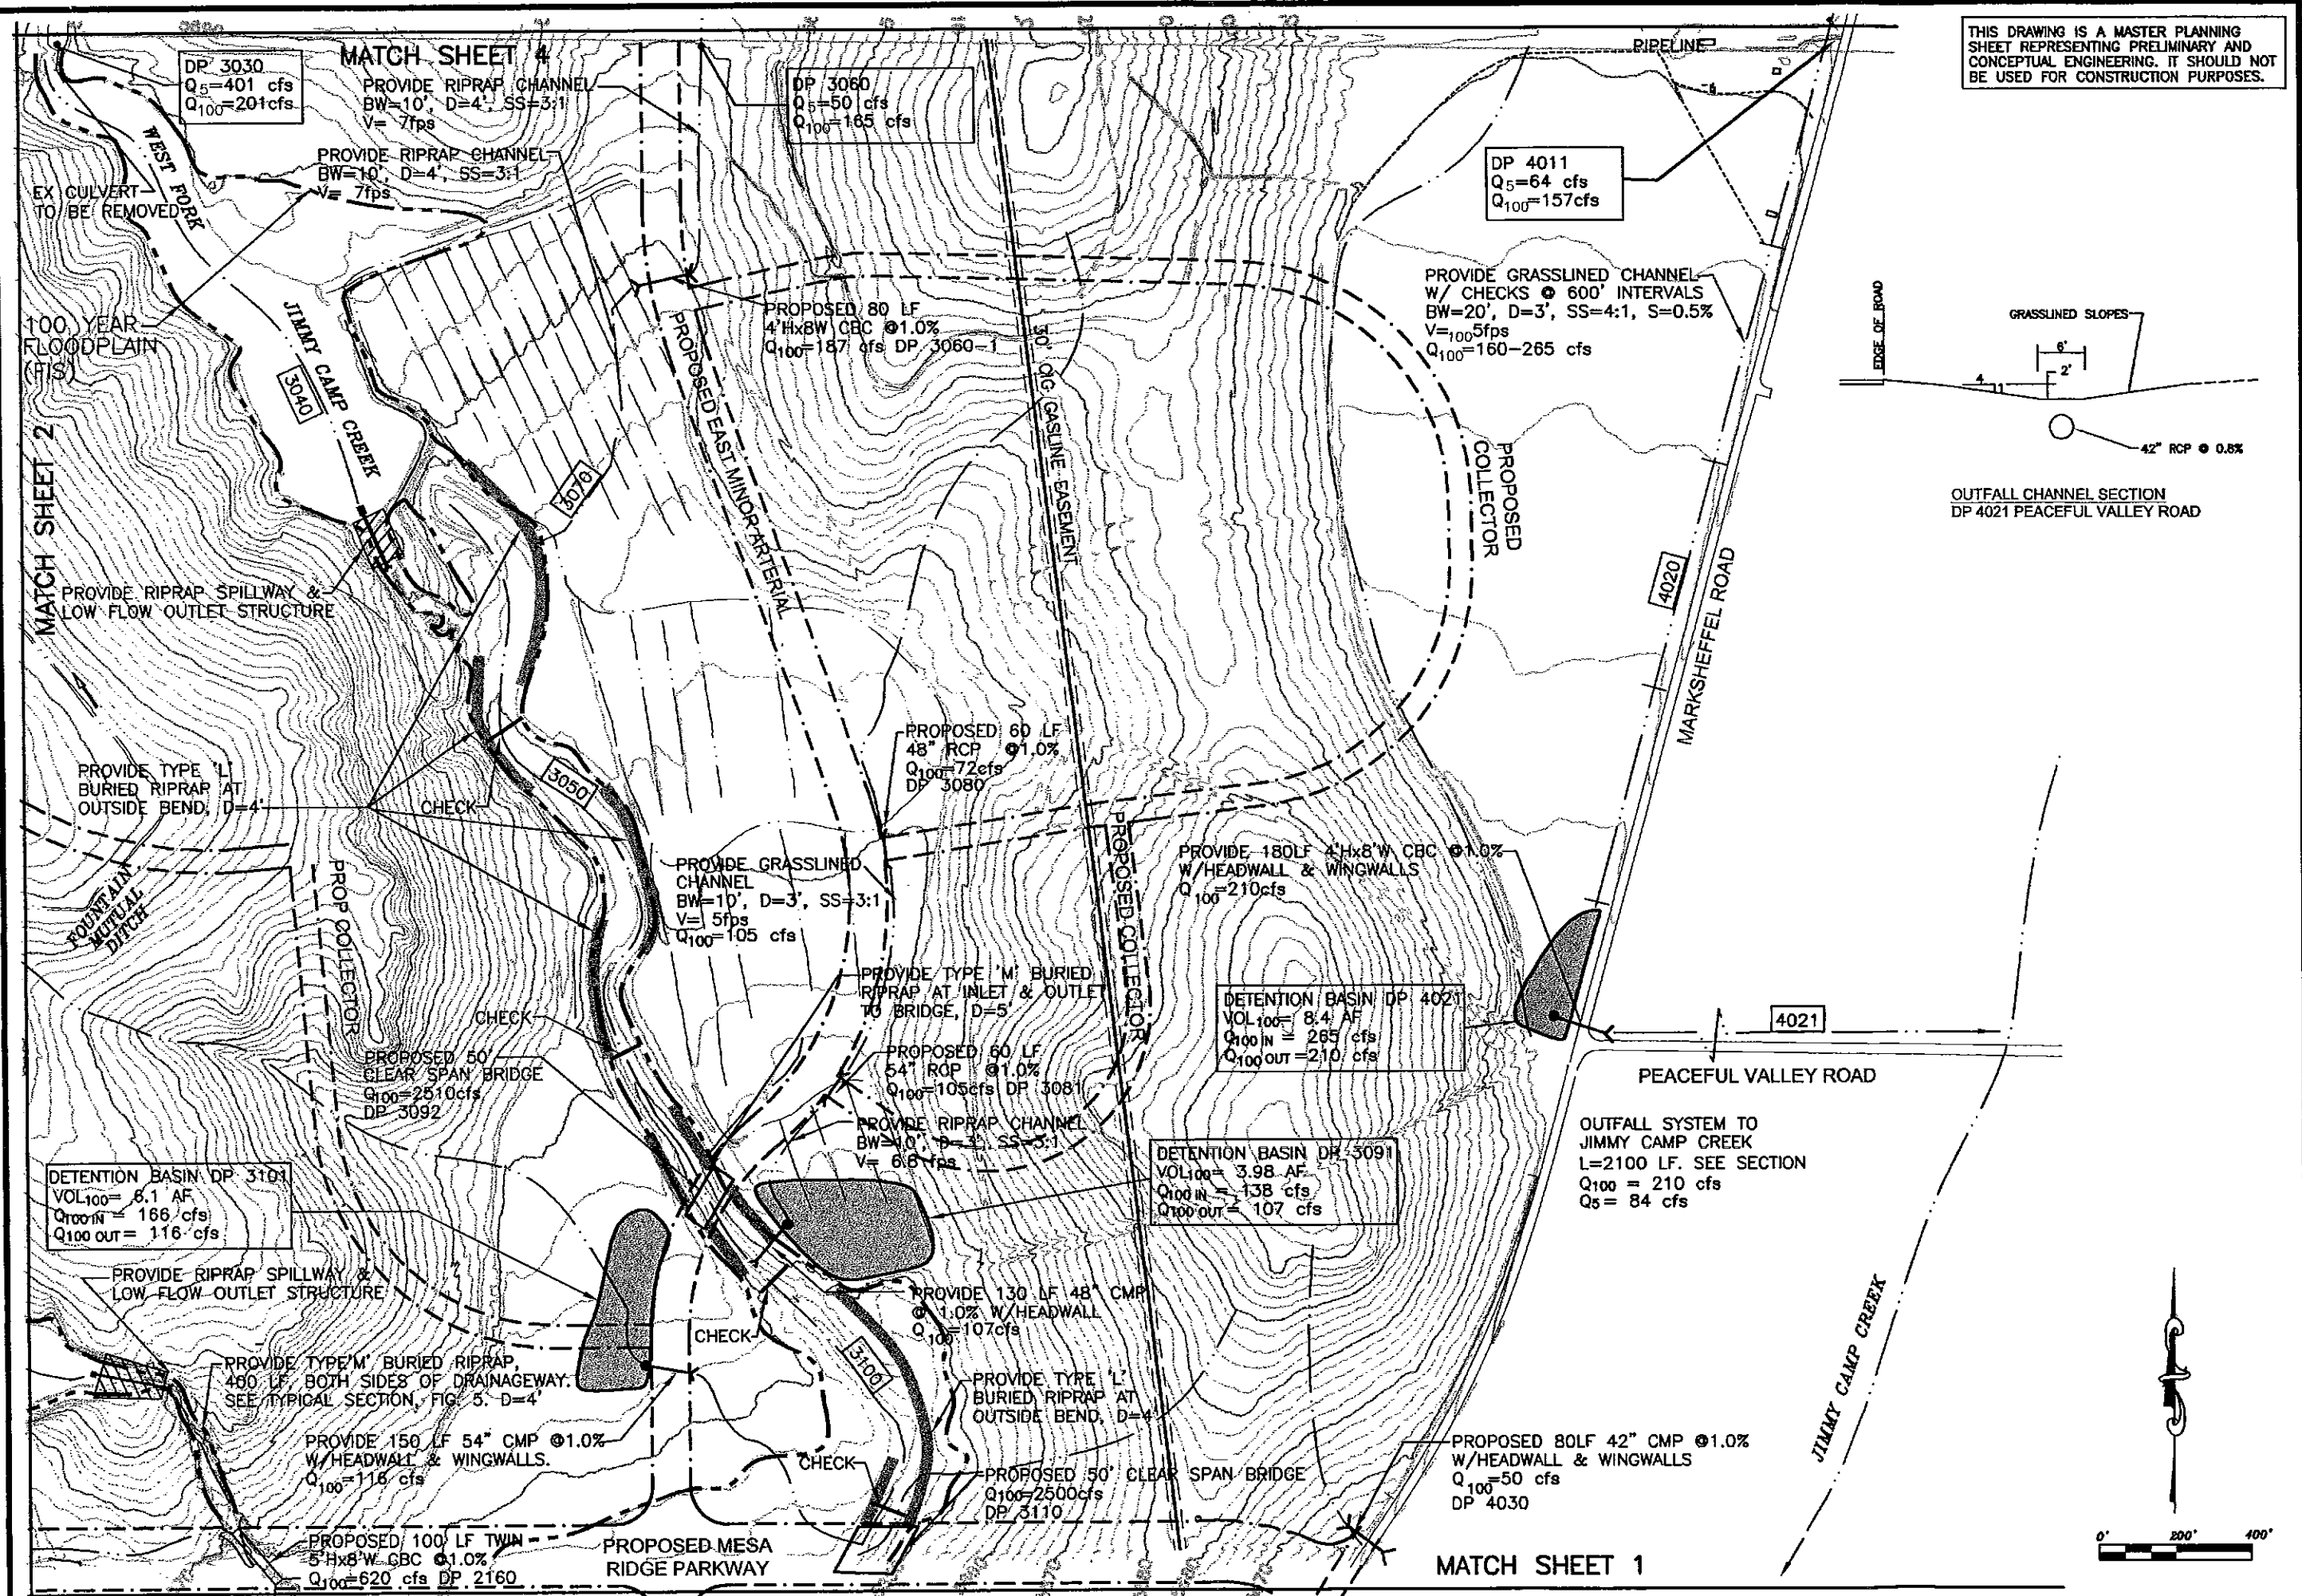 THIS DRAWING IS A MASTER PLANNING
SHEET REPRESENTING PRELIMINARY AND
CONCEPTUAL ENGINEERING. IT SHOULD NOT
BE USED FOR CONSTRUCTION PURPOSES.
MATCH SHEET 4
DP 3030
Q5=401 cfs
Q100=201cfs
PROVIDE RIPRAP CHANNEL
BW=10', D=4', SS=3:1
V= 7fps
DP 3060
Q5=50 cfs
Q100=165 cfs
PIPELINE
DP 4011
Q5=64 cfs
Q100=157cfs
WEST FORK
PROVIDE RIPRAP CHANNEL
BW=10', D=4', SS=3:1
V= 7fps
EX CULVERT
TO BE REMOVED
100 YEAR
FLOODPLAIN
(FIS)
JIMMY CAMP CREEK
3040
PROPOSED 80 LF
4'Hx8W CBC @1.0%
Q100=187 cfs DP 3060-1
PROPOSED EAST MINOR ARTERIAL
30' CIG GASLINE EASEMENT
PROVIDE GRASSLINED CHANNEL
W/ CHECKS @ 600' INTERVALS
BW=20', D=3', SS=4:1, S=0.5%
V=100 5fps
Q100=160-265 cfs
EDGE OF ROAD
GRASSLINED SLOPES
6'
2'
4
1
42" RCP @ 0.8%
OUTFALL CHANNEL SECTION
DP 4021 PEACEFUL VALLEY ROAD
MATCH SHEET 2
3070
PROPOSED
COLLECTOR
4020
MARKSHEFFEL ROAD
PROVIDE RIPRAP SPILLWAY &
LOW FLOW OUTLET STRUCTURE
PROPOSED 60 LF
48" RCP @1.0%
Q100=72cfs
DP 3080
PROVIDE TYPE 'L'
BURIED RIPRAP AT
OUTSIDE BEND, D=4'
CHECK
3050
PROVIDE GRASSLINED
CHANNEL
BW=10', D=3', SS=3:1
V= 5fps
Q100=105 cfs
PROPOSED COLLECTOR
PROVIDE 180LF 4'Hx8'W CBC @1.0%
W/HEADWALL & WINGWALLS
Q100=210cfs
FOUNTAIN
MUTUAL
DITCH
PROP COLLECTOR
PROVIDE TYPE 'M' BURIED
RIPRAP AT INLET & OUTLET
TO BRIDGE, D=5'
DETENTION BASIN DP 4021
VOL100= 8.4 AF
Q100 IN = 265 cfs
Q100 OUT =210 cfs
4021
PEACEFUL VALLEY ROAD
CHECK
PROPOSED 50'
CLEAR SPAN BRIDGE
Q100=2510cfs
DP 3092
PROPOSED 60 LF
54" RCP @1.0%
Q100=105cfs DP 3081
PROVIDE RIPRAP CHANNEL
BW=10', D=3', SS=3:1
V= 6.8 fps
OUTFALL SYSTEM TO
JIMMY CAMP CREEK
L=2100 LF. SEE SECTION
Q100 = 210 cfs
Q5= 84 cfs
DETENTION BASIN DP 3101
VOL100= 6.1 AF
Q100 IN = 166 cfs
Q100 OUT= 116 cfs
DETENTION BASIN DP 3091
VOL100= 3.98 AF
Q100 IN = 138 cfs
Q100 OUT= 107 cfs
PROVIDE RIPRAP SPILLWAY &
LOW FLOW OUTLET STRUCTURE
PROVIDE 130 LF 48" CMP
@ 1.0% W/HEADWALL
Q100=107cfs
CHECK
3100
PROVIDE TYPE'M' BURIED RIPRAP,
400 LF BOTH SIDES OF DRAINAGEWAY.
SEE TYPICAL SECTION, FIG 5. D=4'
PROVIDE TYPE 'L'
BURIED RIPRAP AT
OUTSIDE BEND, D=4'
JIMMY CAMP CREEK
PROVIDE 150 LF 54" CMP @1.0%
W/HEADWALL & WINGWALLS.
Q100=116 cfs
CHECK
PROPOSED 50' CLEAR SPAN BRIDGE
Q100=2500cfs
DP 3110
PROPOSED 80LF 42" CMP @1.0%
W/HEADWALL & WINGWALLS
Q100=50 cfs
DP 4030
PROPOSED 100 LF TWIN
5'Hx8'W CBC @1.0%
Q100=620 cfs DP 2160
PROPOSED MESA
RIDGE PARKWAY
MATCH SHEET 1
0' 200' 400'